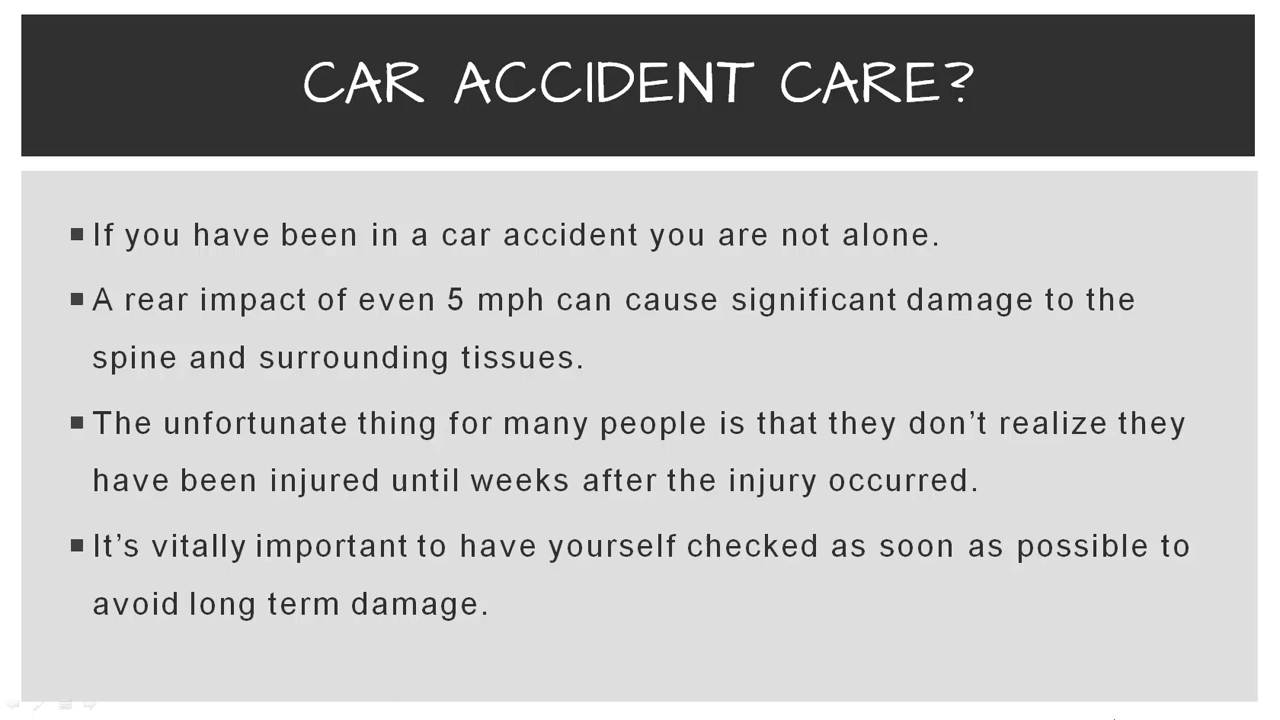 CAR ACCIDENT CARE?
If you have been in a car accident you are not alone.
A rear impact of even 5 mph can cause significant damage to the
spine and surrounding tissues.
The unfortunate thing for many people is that they don’t realize they
have been injured until weeks after the injury occurred.
It’s vitally important to have yourself checked as soon as possible to
avoid long term damage.